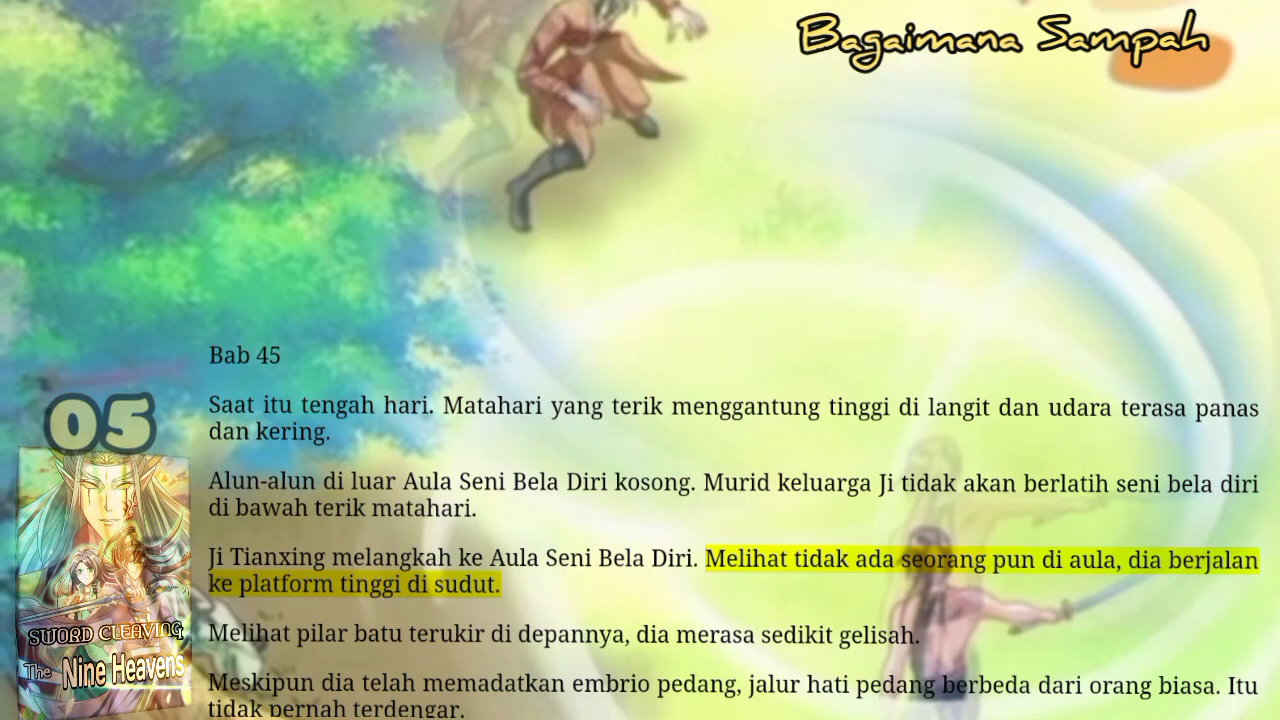 Bagaimana Sampah
Bab 45
Saat itu tengah hari. Matahari yang terik menggantung tinggi di langit dan udara terasa panas
dan kering.
Alun-alun di luar Aula Seni Bela Diri kosong. Murid keluarga Ji tidak akan berlatih seni bela diri
di bawah terik matahari.
Ji Tianxing melangkah ke Aula Seni Bela Diri. Melihat tidak ada seorang pun di aula, dia berjalan
ke platform tinggi di sudut.
Melihat pilar batu terukir di depannya, dia merasa sedikit gelisah.
Meskipun dia telah memadatkan embrio pedang, jalur hati pedang berbeda dari orang biasa. Itu
tidak pernah terdengar.
05
SWORD CLEAVING
The Nine Heavens